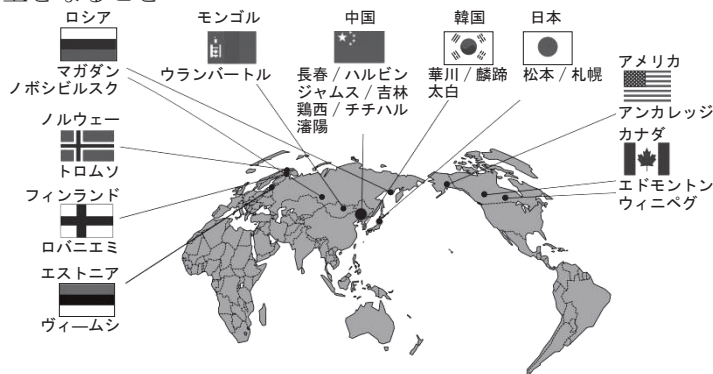 ロシア
マガダン
ノボシビルスク
モンゴル
ウランバートル
中国
長春 / ハルビン
ジャムス / 吉林
鶏西 / チチハル
瀋陽
韓国
華川 / 麟蹄
太白
日本
松本 / 札幌
アメリカ
アンカレッジ
カナダ
エドモントン
ウィニペグ
ノルウェー
トロムソ
フィンランド
ロバニエミ
エストニア
ヴィ―ムシ